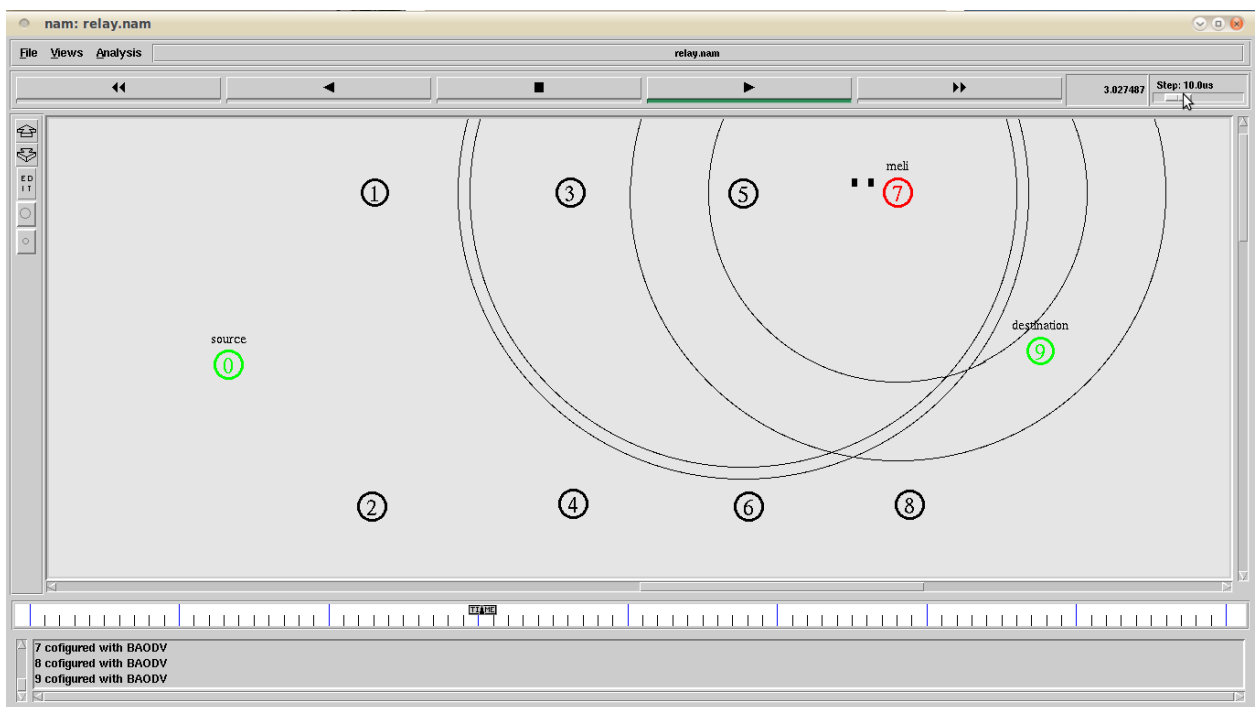 nam: relay.nam
File Views Analysis relay.nam
3.027487 Step: 10.0us
ED
IT
meli
1 3 5 7
destination
source
9
0
2 4 6 8
TIME
7 cofigured with BAODV
8 cofigured with BAODV
9 cofigured with BAODV